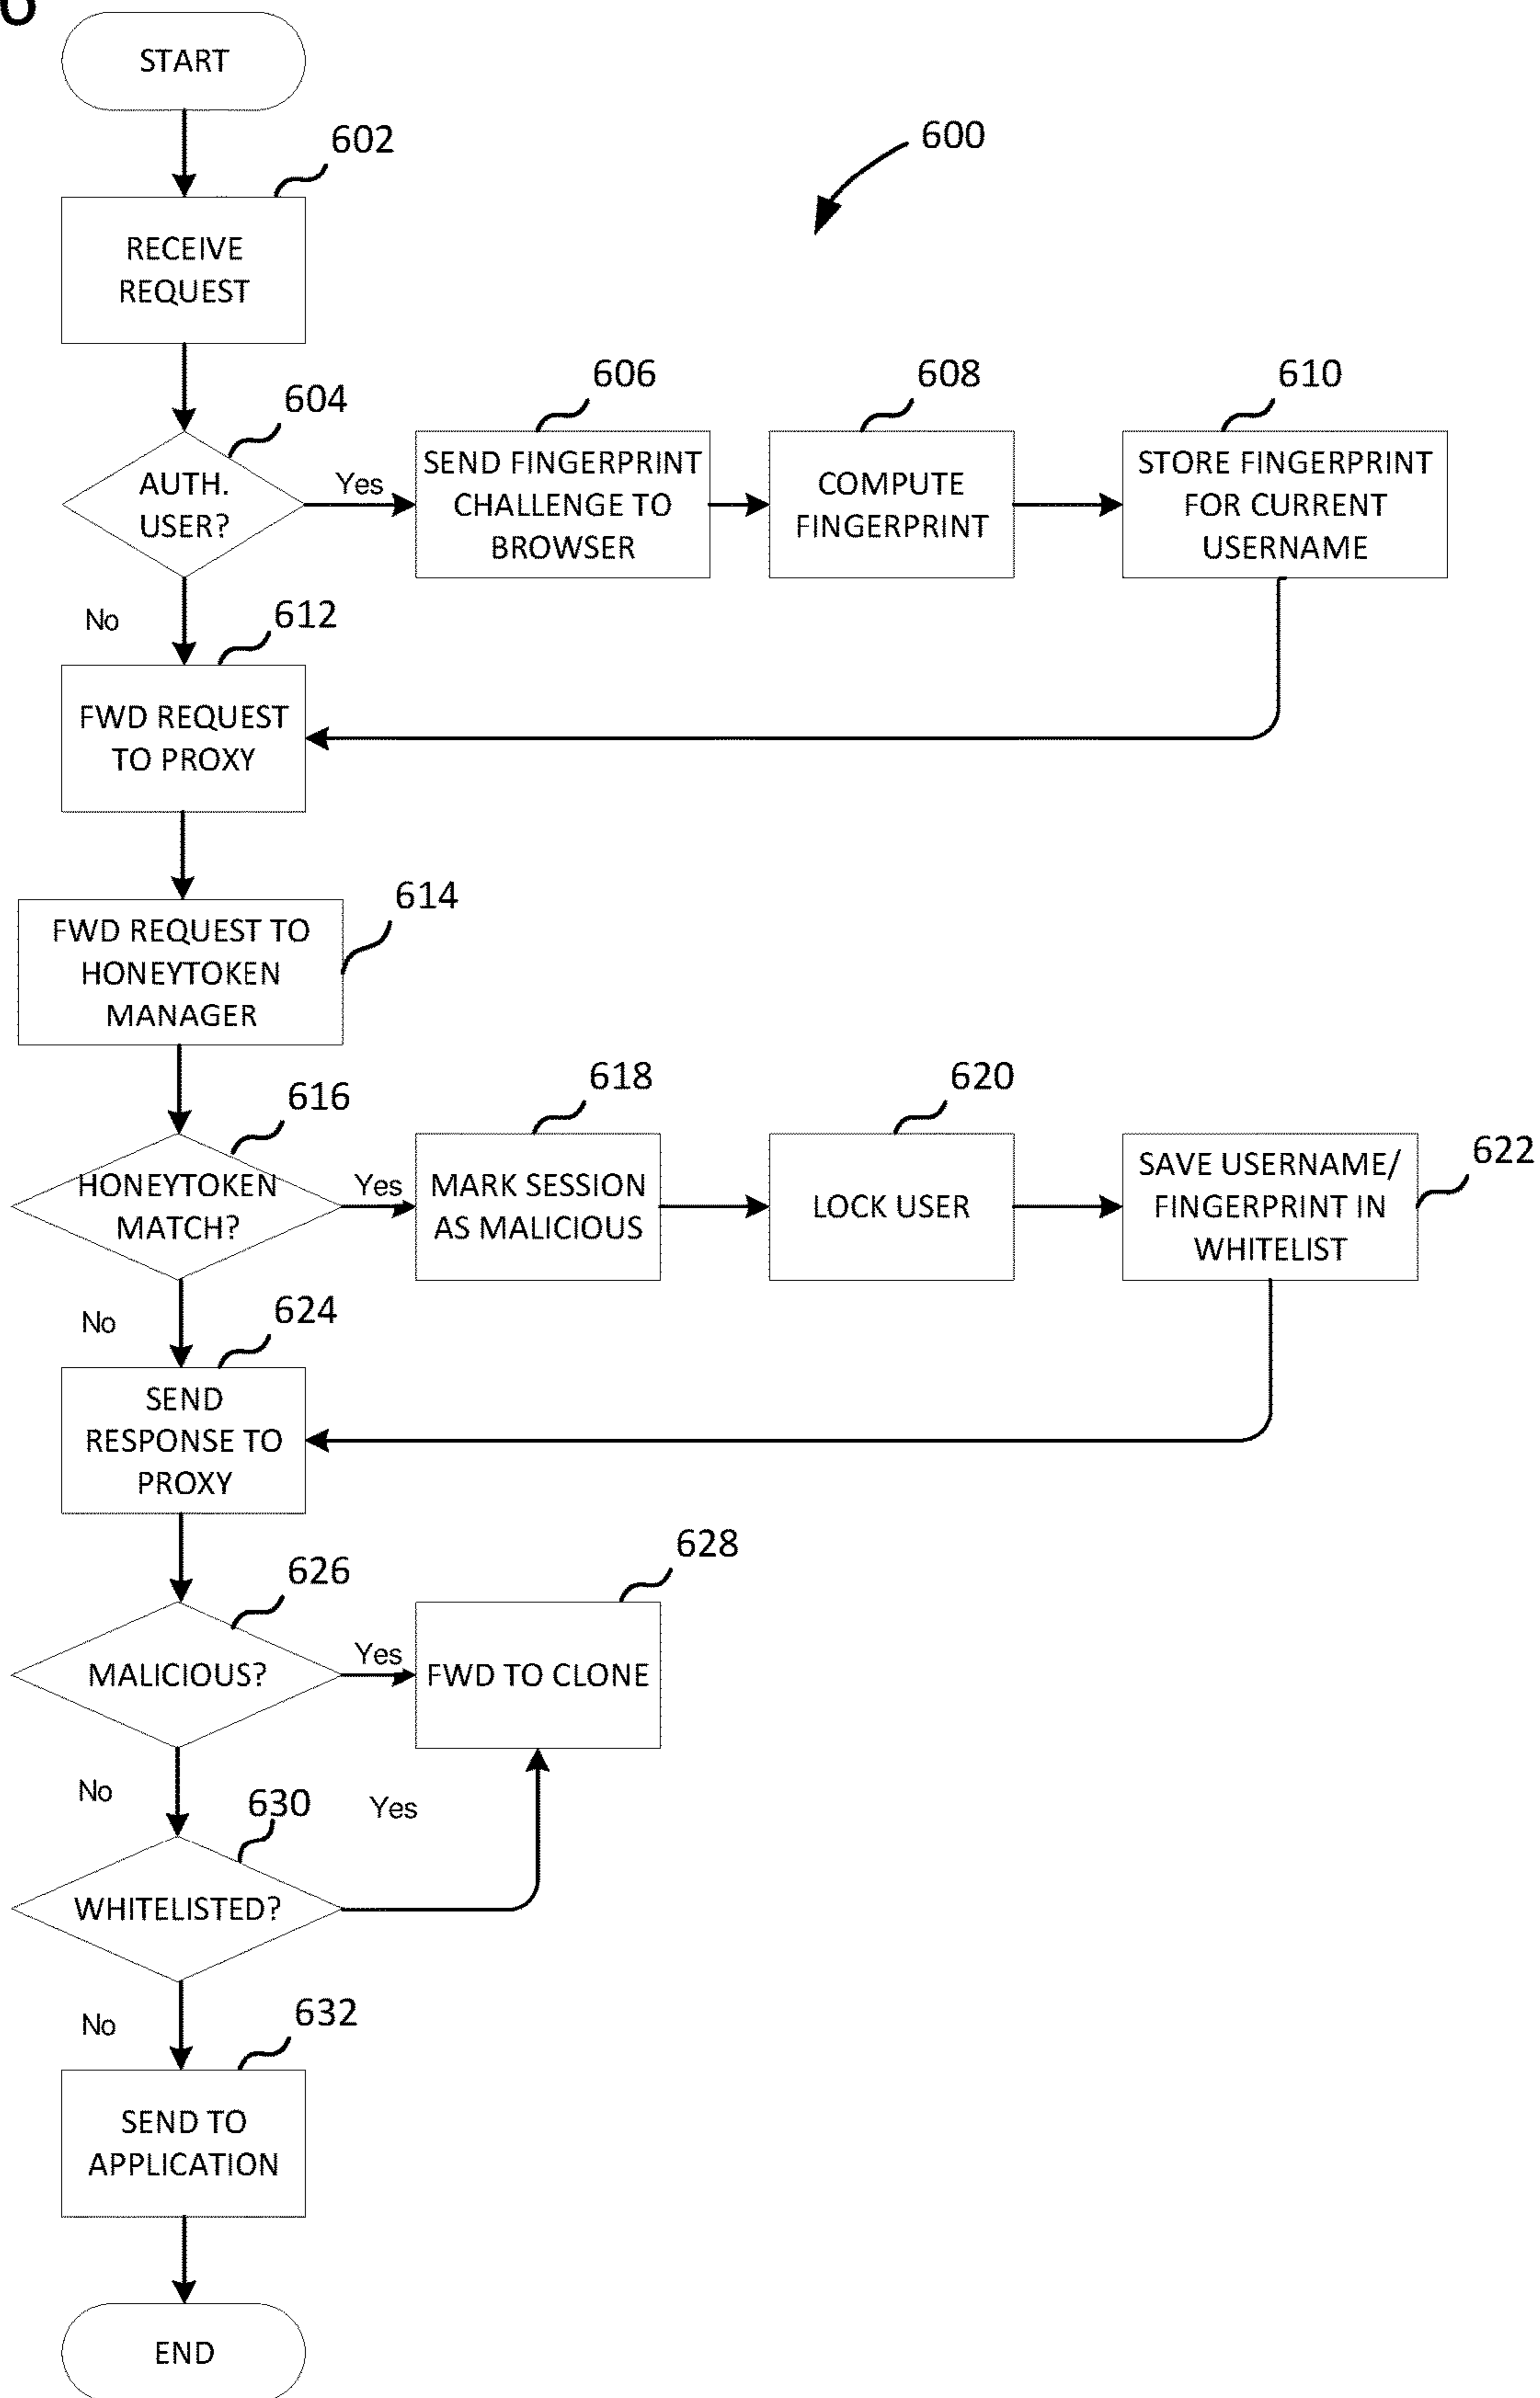 6
START
602
600
RECEIVE
REQUEST
604
606
608
610
AUTH.
USER?
Yes
SEND FINGERPRINT
CHALLENGE TO
BROWSER
COMPUTE
FINGERPRINT
STORE FINGERPRINT
FOR CURRENT
USERNAME
No
612
FWD REQUEST
TO PROXY
614
FWD REQUEST TO
HONEYTOKEN
MANAGER
616
618
620
622
HONEYTOKEN
MATCH?
Yes
MARK SESSION
AS MALICIOUS
LOCK USER
SAVE USERNAME/
FINGERPRINT IN
WHITELIST
No
624
SEND
RESPONSE TO
PROXY
626
628
MALICIOUS?
Yes
FWD TO CLONE
No
630
Yes
WHITELISTED?
No
632
SEND TO
APPLICATION
END